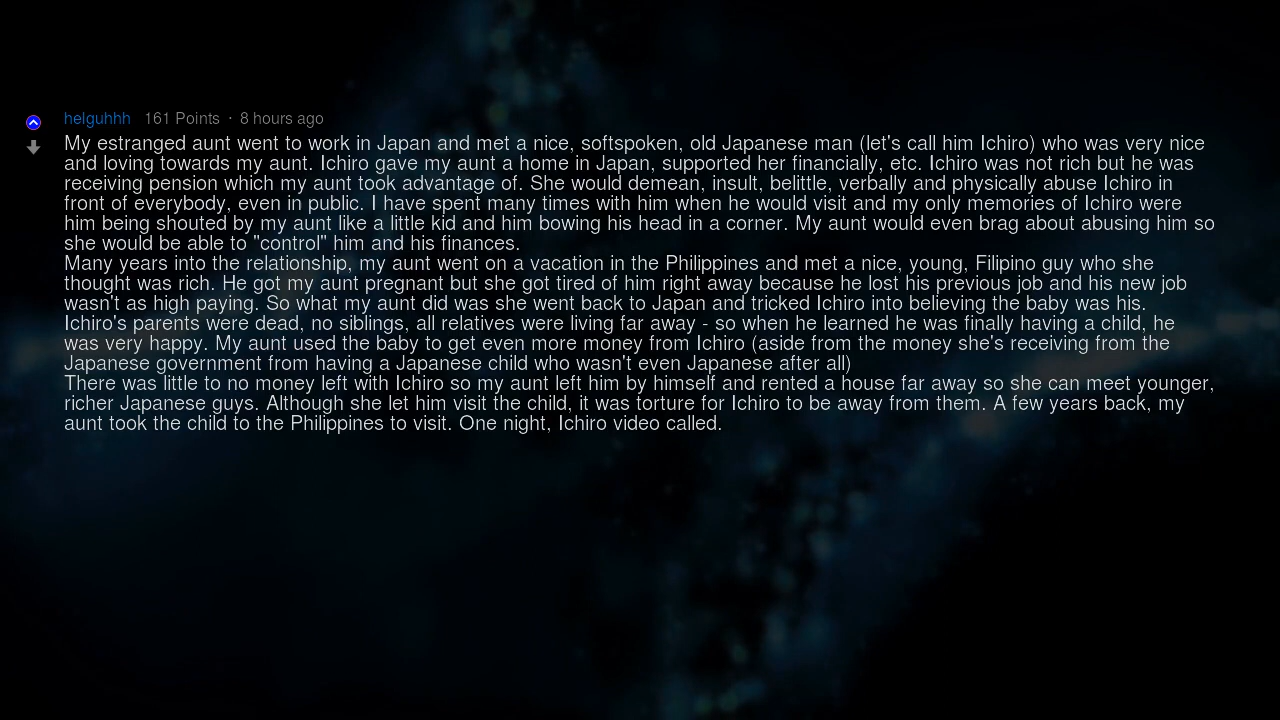 helguhhh 161 Points · 8 hours ago
My estranged aunt went to work in Japan and met a nice, softspoken, old Japanese man (let's call him Ichiro) who was very nice
and loving towards my aunt. Ichiro gave my aunt a home in Japan, supported her financially, etc. Ichiro was not rich but he was
receiving pension which my aunt took advantage of. She would demean, insult, belittle, verbally and physically abuse Ichiro in
front of everybody, even in public. I have spent many times with him when he would visit and my only memories of Ichiro were
him being shouted by my aunt like a little kid and him bowing his head in a corner. My aunt would even brag about abusing him so
she would be able to "control" him and his finances.
Many years into the relationship, my aunt went on a vacation in the Philippines and met a nice, young, Filipino guy who she
thought was rich. He got my aunt pregnant but she got tired of him right away because he lost his previous job and his new job
wasn't as high paying. So what my aunt did was she went back to Japan and tricked Ichiro into believing the baby was his.
Ichiro's parents were dead, no siblings, all relatives were living far away - so when he learned he was finally having a child, he
was very happy. My aunt used the baby to get even more money from Ichiro (aside from the money she's receiving from the
Japanese government from having a Japanese child who wasn't even Japanese after all)
There was little to no money left with Ichiro so my aunt left him by himself and rented a house far away so she can meet younger,
richer Japanese guys. Although she let him visit the child, it was torture for Ichiro to be away from them. A few years back, my
aunt took the child to the Philippines to visit. One night, Ichiro video called.